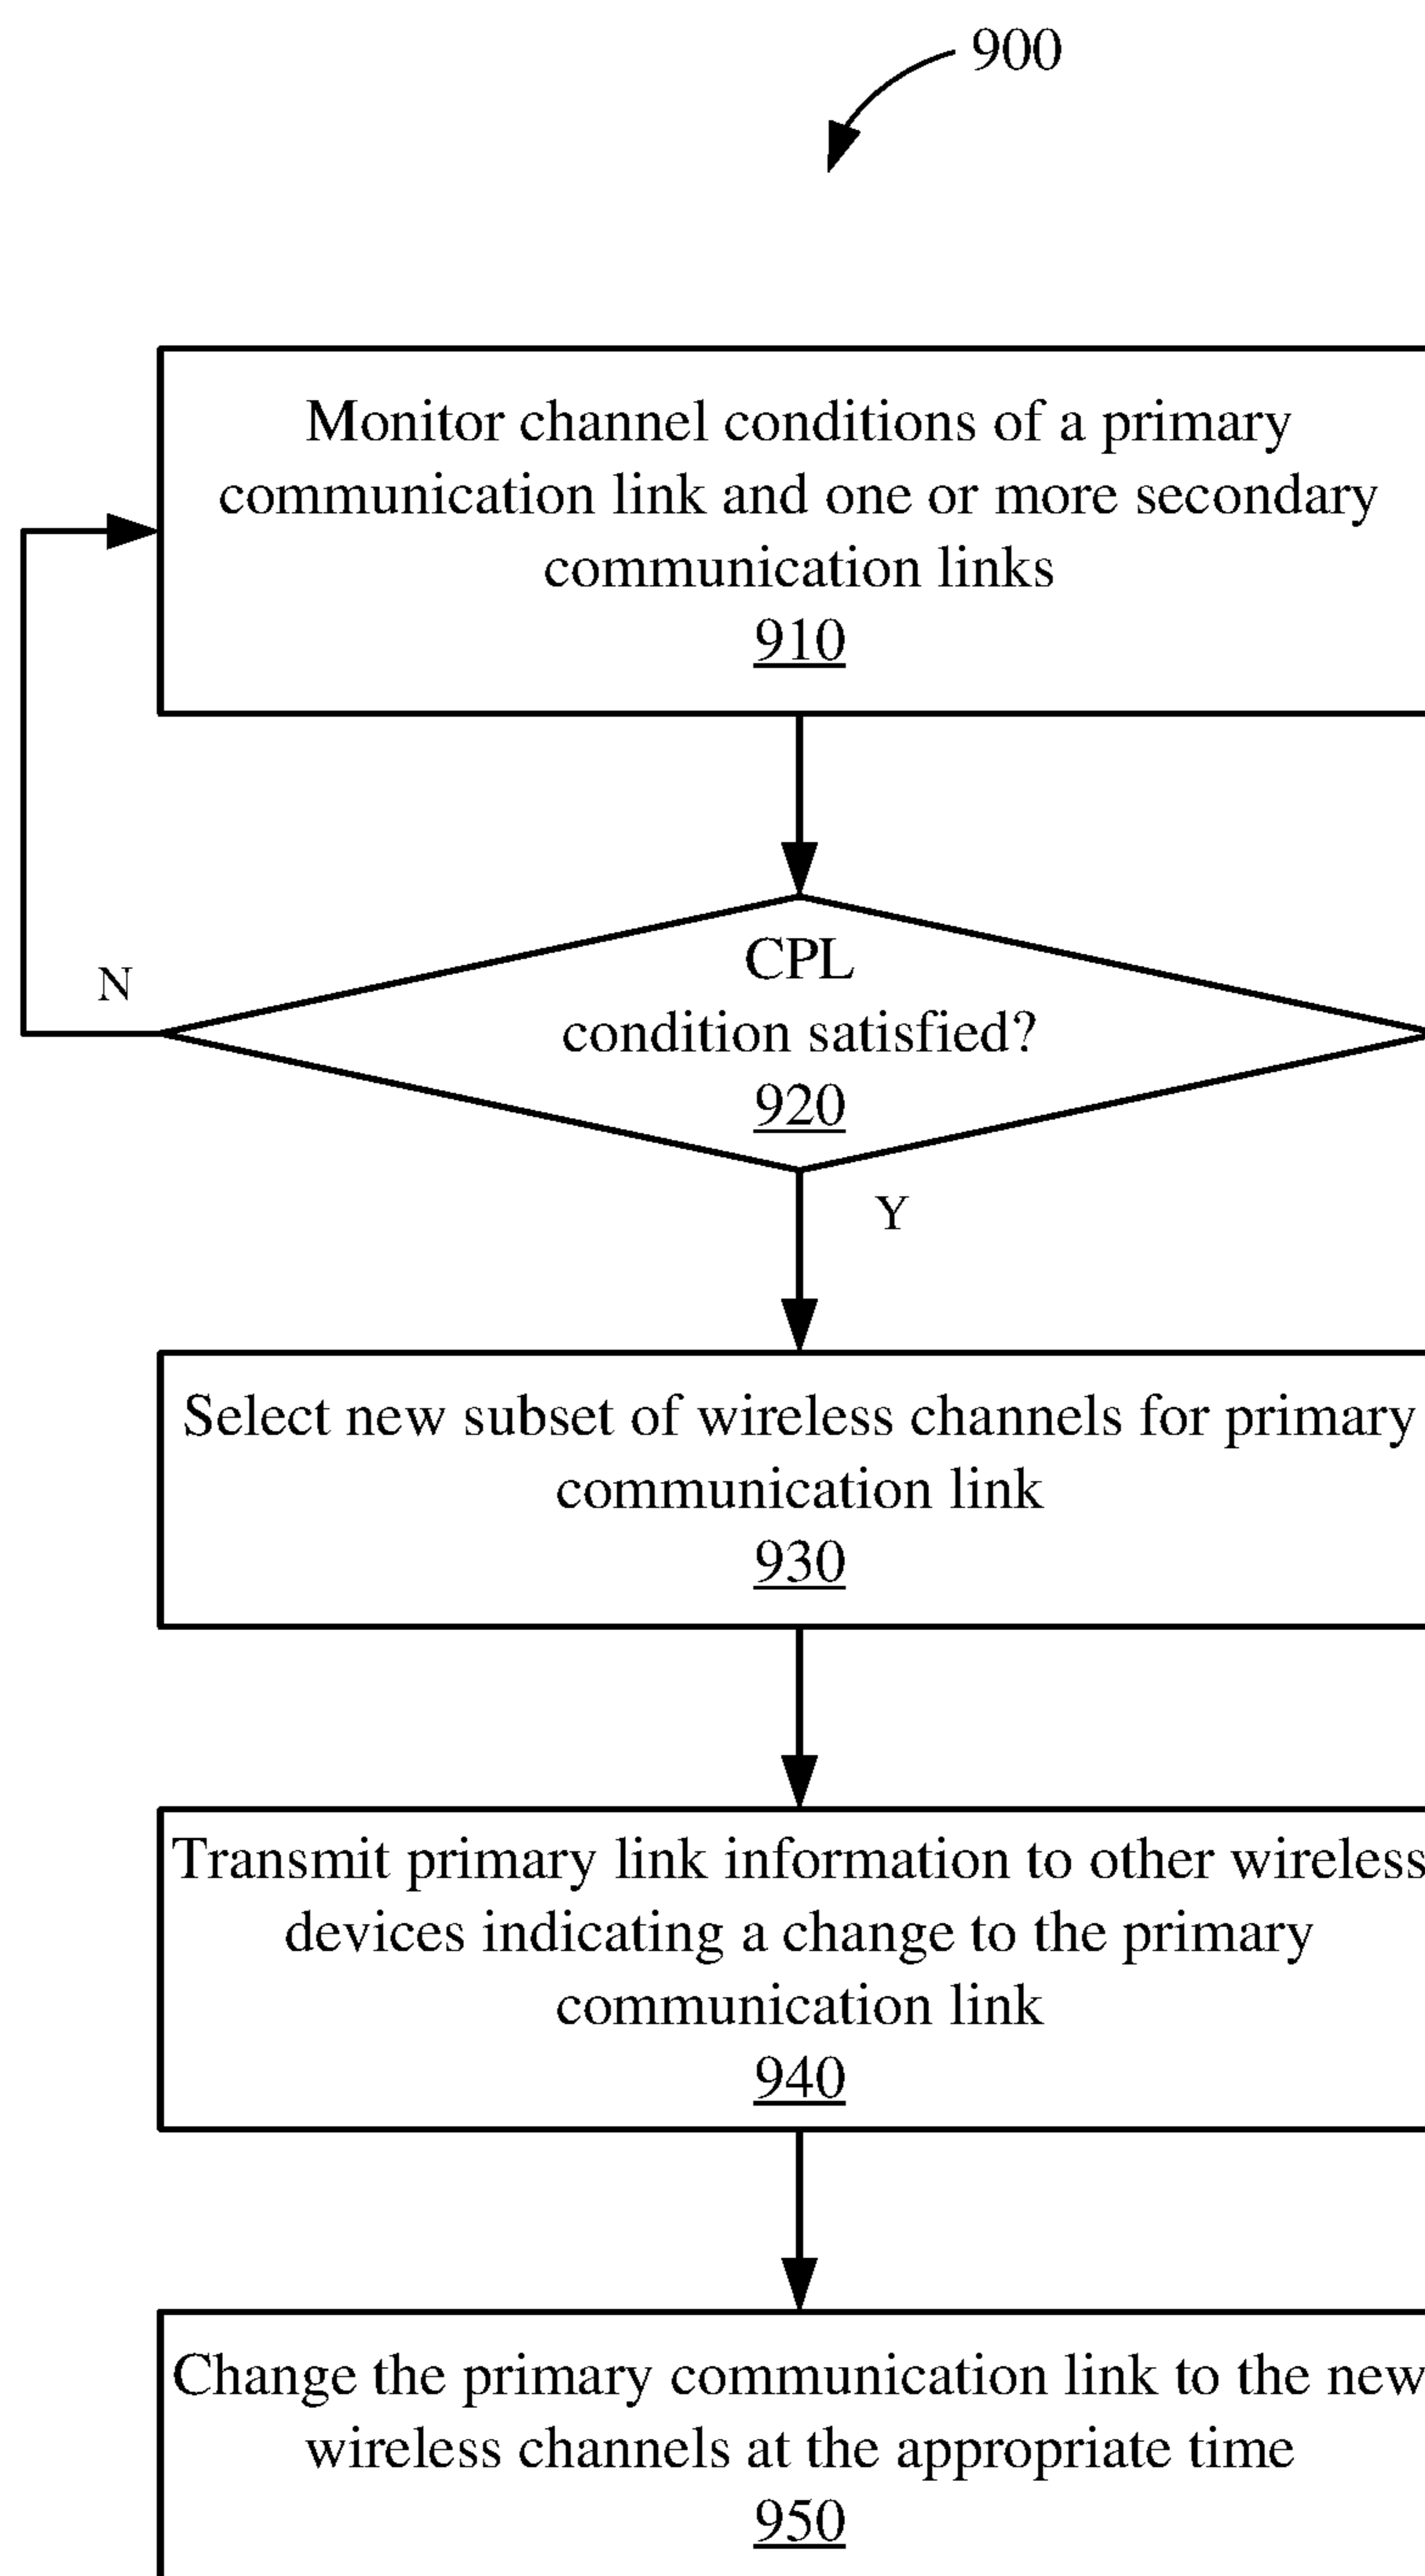 900
Monitor channel conditions of a primary
communication link and one or more secondary
communication links
910
CPL
condition satisfied?
920
N
Y
Select new subset of wireless channels for primary
communication link
930
Transmit primary link information to other wireless
devices indicating a change to the primary
communication link
940
Change the primary communication link to the new
wireless channels at the appropriate time
950